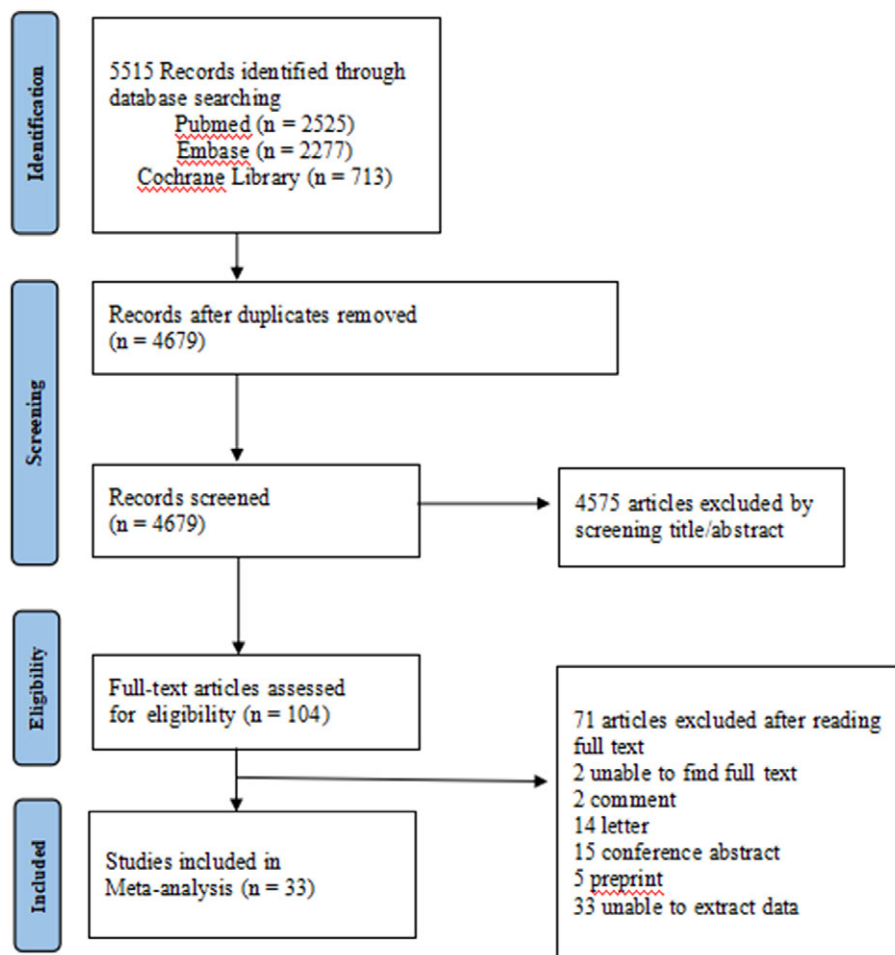 Identification
5515 Records identified through
database searching
Pubmed (n = 2525)
Embase (n = 2277)
Cochrane Library (n = 713)
Screening
Records after duplicates removed
(n = 4679)
Records screened
(n = 4679)
4575 articles excluded by
screening title/abstract
Eligibility
Full-text articles assessed
for eligibility (n = 104)
71 articles excluded after reading
full text
2 unable to find full text
2 comment
14 letter
15 conference abstract
5 preprint
33 unable to extract data
Included
Studies included in
Meta-analysis (n = 33)